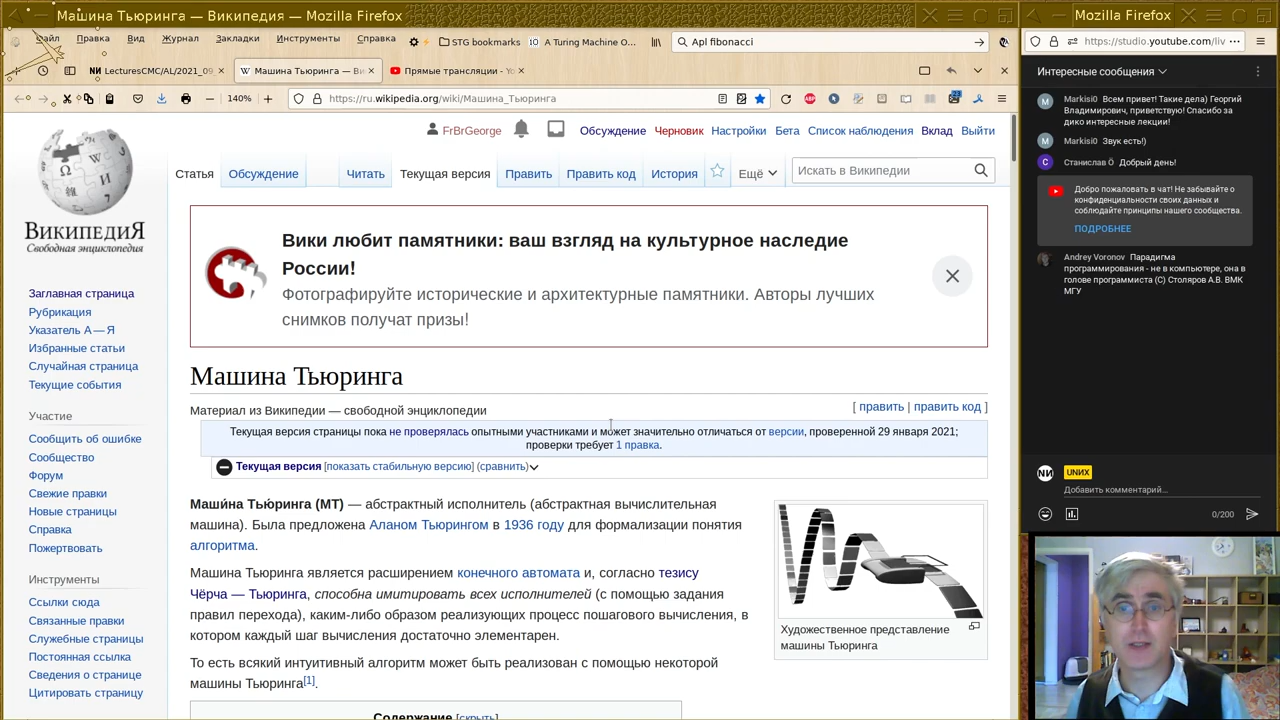 Машина Тьюринга — Википедия — Mozilla Firefox
Mozilla Firefox
Файл Правка Вид Журнал Закладки Инструменты Справка
STG bookmarks
A Turing Machine O...
Apl fibonacci
https://studio.youtube.com/liv
LecturesCMC/AL/2021_09
Машина Тьюринга — Ви
Прямые трансляции - Yo
140%
https://ru.wikipedia.org/wiki/Машина_Тьюринга
FrBrGeorge
Обсуждение Черновик Настройки Бета Список наблюдения Вклад Выйти
Статья Обсуждение Читать Текущая версия Править Править код История Ещё
Искать в Википедии
ВИКИПЕДИЯ
Свободная энциклопедия
Заглавная страница
Рубрикация
Указатель А — Я
Избранные статьи
Случайная страница
Текущие события
Участие
Сообщить об ошибке
Сообщество
Форум
Свежие правки
Новые страницы
Справка
Пожертвовать
Инструменты
Ссылки сюда
Связанные правки
Служебные страницы
Постоянная ссылка
Сведения о странице
Цитировать страницу
Вики любит памятники: ваш взгляд на культурное наследие
России!
Фотографируйте исторические и архитектурные памятники. Авторы лучших
снимков получат призы!
Машина Тьюринга
[ править | править код ]
Материал из Википедии — свободной энциклопедии
Текущая версия страницы пока не проверялась опытными участниками и может значительно отличаться от версии, проверенной 29 января 2021;
проверки требует 1 правка.
Текущая версия [показать стабильную версию] (сравнить)
Маши́на Тью́ринга (МТ) — абстрактный исполнитель (абстрактная вычислительная
машина). Была предложена Аланом Тьюрингом в 1936 году для формализации понятия
алгоритма.
Машина Тьюринга является расширением конечного автомата и, согласно тезису
Чёрча — Тьюринга, способна имитировать всех исполнителей (с помощью задания
правил перехода), каким-либо образом реализующих процесс пошагового вычисления, в
котором каждый шаг вычисления достаточно элементарен.
То есть всякий интуитивный алгоритм может быть реализован с помощью некоторой
машины Тьюринга[1].
Художественное представление
машины Тьюринга
Содержание [скрыть]
Интересные сообщения
M
Markisi0 Всем привет! Такие дела) Георгий
Владимирович, приветствую! Спасибо за
дико интересные лекции!
M
Markisi0 Звук есть!)
С
Станислав Ö Добрый день!
Добро пожаловать в чат! Не забывайте о
конфиденциальности своих данных и
соблюдайте принципы нашего сообщества.
ПОДРОБНЕЕ
Andrey Voronov Парадигма
программирования - не в компьютере, она в
голове программиста (C) Столяров А.В. ВМК
МГУ
UNИX
Добавить комментарий...
0/200